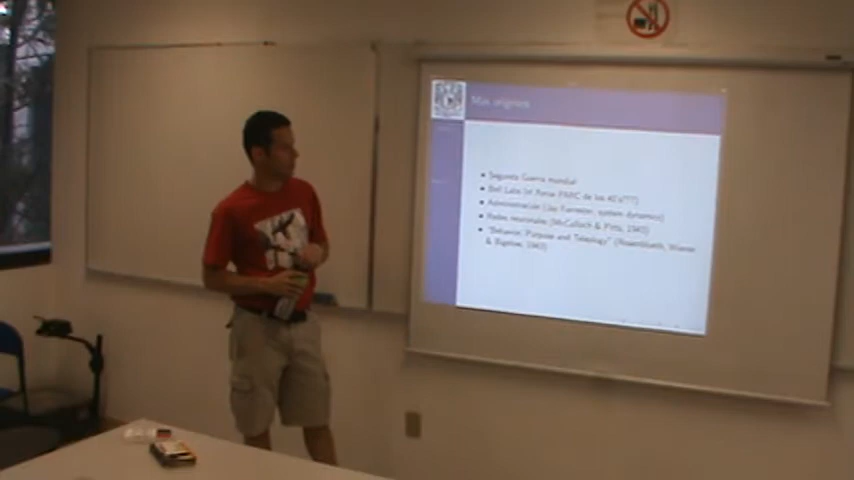 Más orígenes
Segunda Guerra mundial
Bell Labs (el Xerox PARC de los 40's???)
Administración (Jay Forrester, system dynamics)
Redes neuronales (McCulloch & Pitts, 1943)
"Behavior, Purpose and Teleology" (Rosenblueth, Wiener
& Bigelow, 1943)